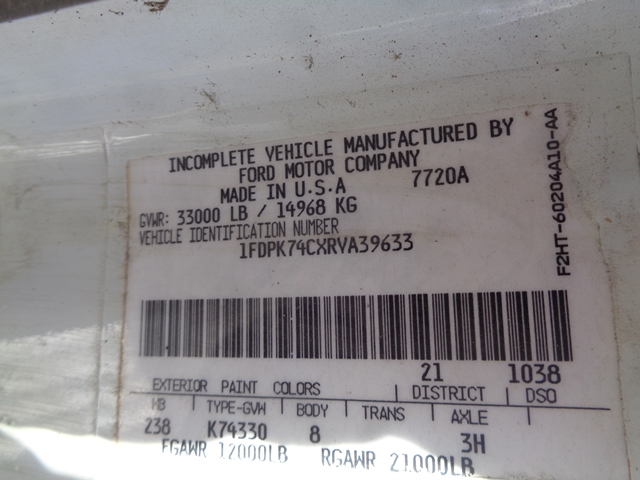 INCOMPLETE VEHICLE MANUFACTURED BY
FORD MOTOR COMPANY
MADE IN U.S.A 7720A
GVWR: 33000 LB / 14968 KG
VEHICLE IDENTIFICATION NUMBER
1FDPK74CXRVA39633
F2HT-60204A10-AA
21 1038
EXTERIOR PAINT COLORS DISTRICT DSO
WB TYPE-GVW BODY TRANS AXLE
238 K74330 8 3H
FGAWR 12000LB RGAWR 21000LB